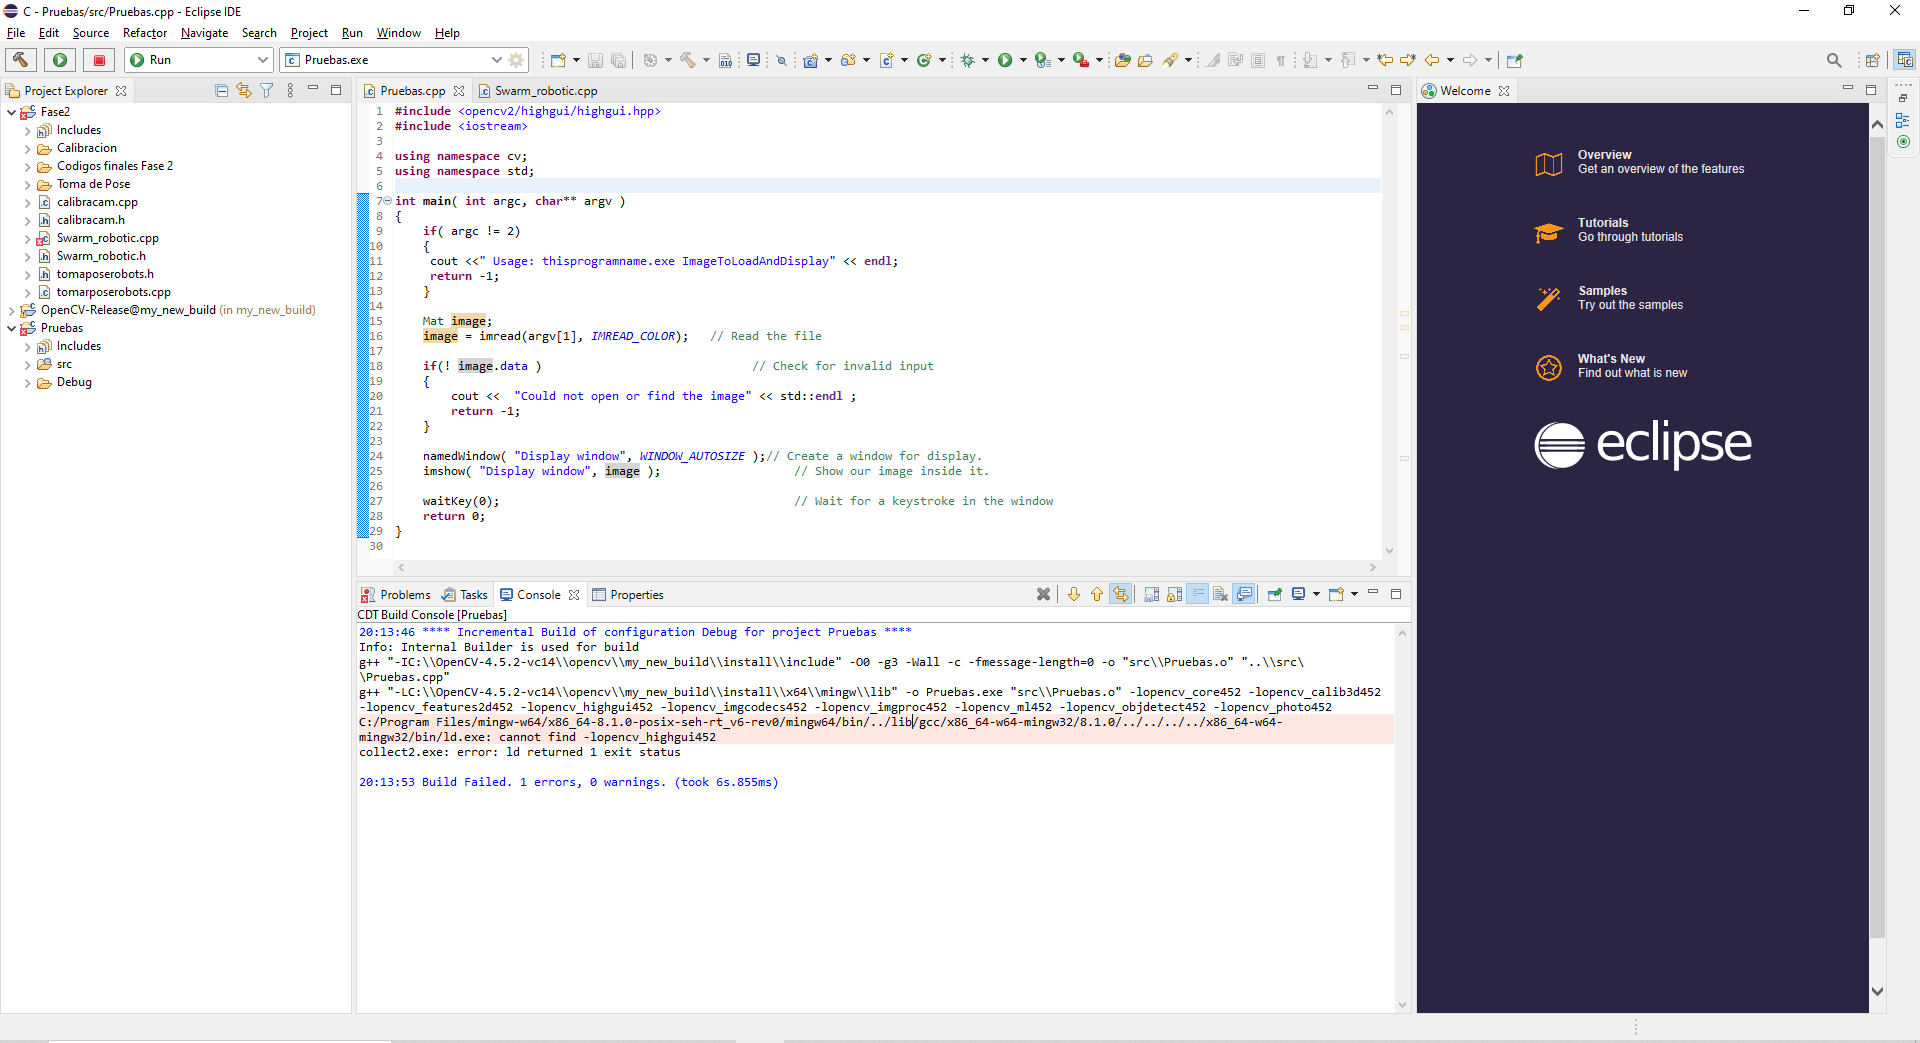 C - Pruebas/src/Pruebas.cpp - Eclipse IDE
File Edit Source Refactor Navigate Search Project Run Window Help
Run Pruebas.exe
Project Explorer
Fase2
Includes
Calibracion
Codigos finales Fase 2
Toma de Pose
calibracam.cpp
calibracam.h
Swarm_robotic.cpp
Swarm_robotic.h
tomaposerobots.h
tomarposerobots.cpp
OpenCV-Release@my_new_build (in my_new_build)
Pruebas
Includes
src
Debug
Pruebas.cpp Swarm_robotic.cpp
1 #include <opencv2/highgui/highgui.hpp>
2 #include <iostream>
3
4 using namespace cv;
5 using namespace std;
6
7 int main( int argc, char** argv )
8 {
9 if( argc != 2)
10 {
11 cout <<" Usage: thisprogramname.exe ImageToLoadAndDisplay" << endl;
12 return -1;
13 }
14
15 Mat image;
16 image = imread(argv[1], IMREAD_COLOR); // Read the file
17
18 if(! image.data ) // Check for invalid input
19 {
20 cout << "Could not open or find the image" << std::endl ;
21 return -1;
22 }
23
24 namedWindow( "Display window", WINDOW_AUTOSIZE );// Create a window for display.
25 imshow( "Display window", image ); // Show our image inside it.
26
27 waitKey(0); // Wait for a keystroke in the window
28 return 0;
29 }
30
Problems Tasks Console Properties
CDT Build Console [Pruebas]
20:13:46 **** Incremental Build of configuration Debug for project Pruebas ****
Info: Internal Builder is used for build
g++ "-IC:\\OpenCV-4.5.2-vc14\\opencv\\my_new_build\\install\\include" -O0 -g3 -Wall -c -fmessage-length=0 -o "src\\Pruebas.o" "..\\src\
\Pruebas.cpp"
g++ "-LC:\\OpenCV-4.5.2-vc14\\opencv\\my_new_build\\install\\x64\\mingw\\lib" -o Pruebas.exe "src\\Pruebas.o" -lopencv_core452 -lopencv_calib3d452
-lopencv_features2d452 -lopencv_highgui452 -lopencv_imgcodecs452 -lopencv_imgproc452 -lopencv_ml452 -lopencv_objdetect452 -lopencv_photo452
C:/Program Files/mingw-w64/x86_64-8.1.0-posix-seh-rt_v6-rev0/mingw64/bin/../lib/gcc/x86_64-w64-mingw32/8.1.0/../../../../x86_64-w64-
mingw32/bin/ld.exe: cannot find -lopencv_highgui452
collect2.exe: error: ld returned 1 exit status
20:13:53 Build Failed. 1 errors, 0 warnings. (took 6s.855ms)
Welcome
Overview
Get an overview of the features
Tutorials
Go through tutorials
Samples
Try out the samples
What's New
Find out what is new
eclipse